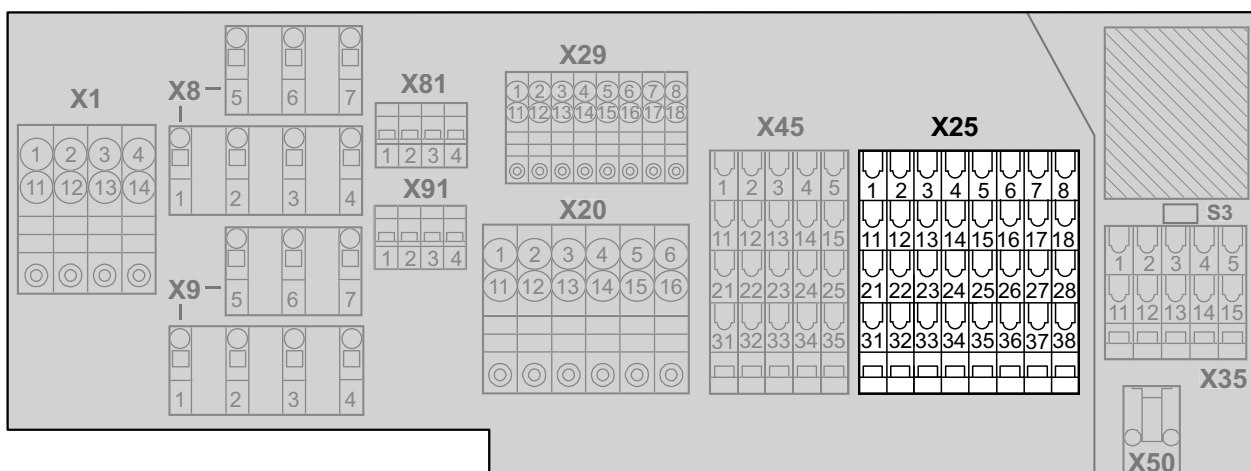 X1
1 2 3 4
11 12 13 14
X8
5 6 7
1 2 3 4
X9
5 6 7
1 2 3 4
X81
1 2 3 4
X91
1 2 3 4
X29
1 2 3 4 5 6 7 8
11 12 13 14 15 16 17 18
X20
1 2 3 4 5 6
11 12 13 14 15 16
X45
1 2 3 4 5
11 12 13 14 15
21 22 23 24 25
31 32 33 34 35
X25
1 2 3 4 5 6 7 8
11 12 13 14 15 16 17 18
21 22 23 24 25 26 27 28
31 32 33 34 35 36 37 38
S3
1 2 3 4 5
11 12 13 14 15
X35
X50